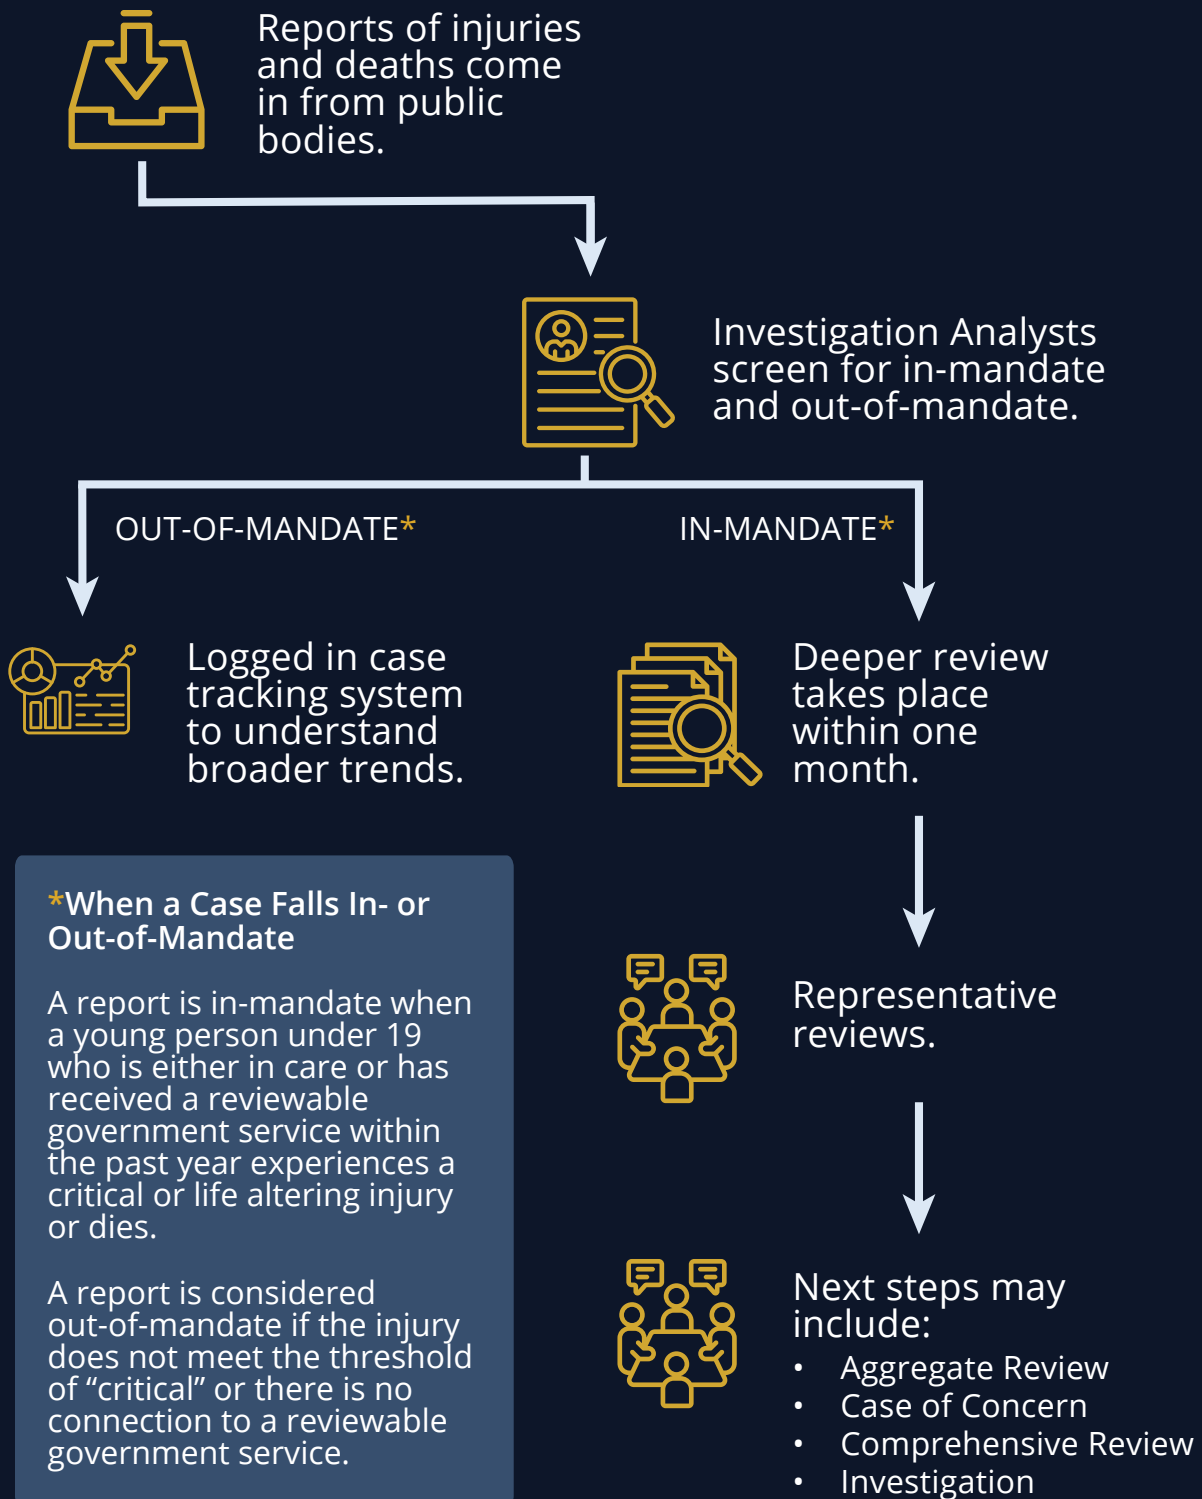 Reports of injuries
and deaths come
in from public
bodies.
Investigation Analysts
screen for in-mandate
and out-of-mandate.
OUT-OF-MANDATE*
IN-MANDATE*
Logged in case
tracking system
to understand
broader trends.
Deeper review
takes place
within one
month.
*When a Case Falls In- or
Out-of-Mandate
A report is in-mandate when
a young person under 19
who is either in care or has
received a reviewable
government service within
the past year experiences a
critical or life altering injury
or dies.
A report is considered
out-of-mandate if the injury
does not meet the threshold
of “critical” or there is no
connection to a reviewable
government service.
Representative
reviews.
Next steps may
include:
• Aggregate Review
• Case of Concern
• Comprehensive Review
• Investigation